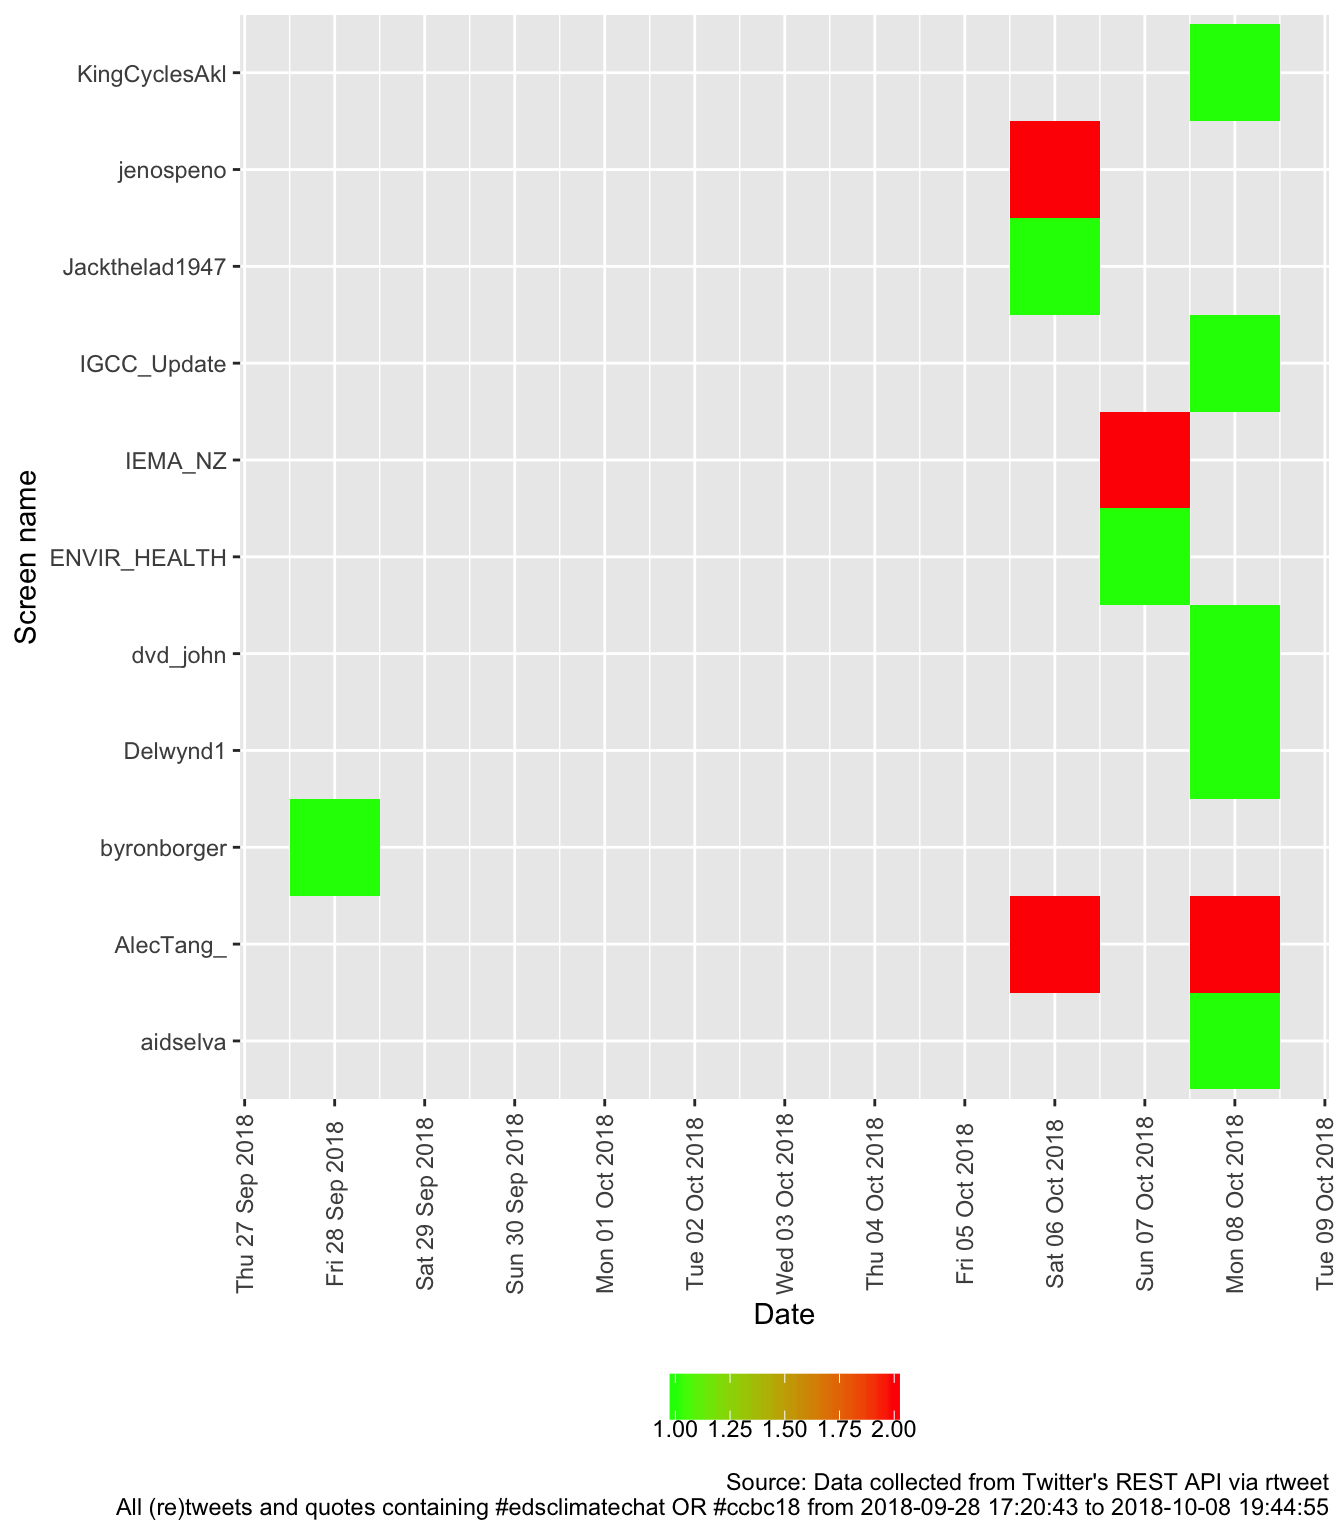 KingCyclesAkl
jenospeno
Jackthelad1947
IGCC_Update
IEMA_NZ
ENVIR_HEALTH
dvd_john
Delwynd1
byronborger
AlecTang_
aidselva
Screen name
Thu 27 Sep 2018
Fri 28 Sep 2018
Sat 29 Sep 2018
Sun 30 Sep 2018
Mon 01 Oct 2018
Tue 02 Oct 2018
Wed 03 Oct 2018
Thu 04 Oct 2018
Fri 05 Oct 2018
Sat 06 Oct 2018
Sun 07 Oct 2018
Mon 08 Oct 2018
Tue 09 Oct 2018
Date
1.00 1.25 1.50 1.75 2.00
Source: Data collected from Twitter's REST API via rtweet
All (re)tweets and quotes containing #edsclimatechat OR #ccbc18 from 2018-09-28 17:20:43 to 2018-10-08 19:44:55